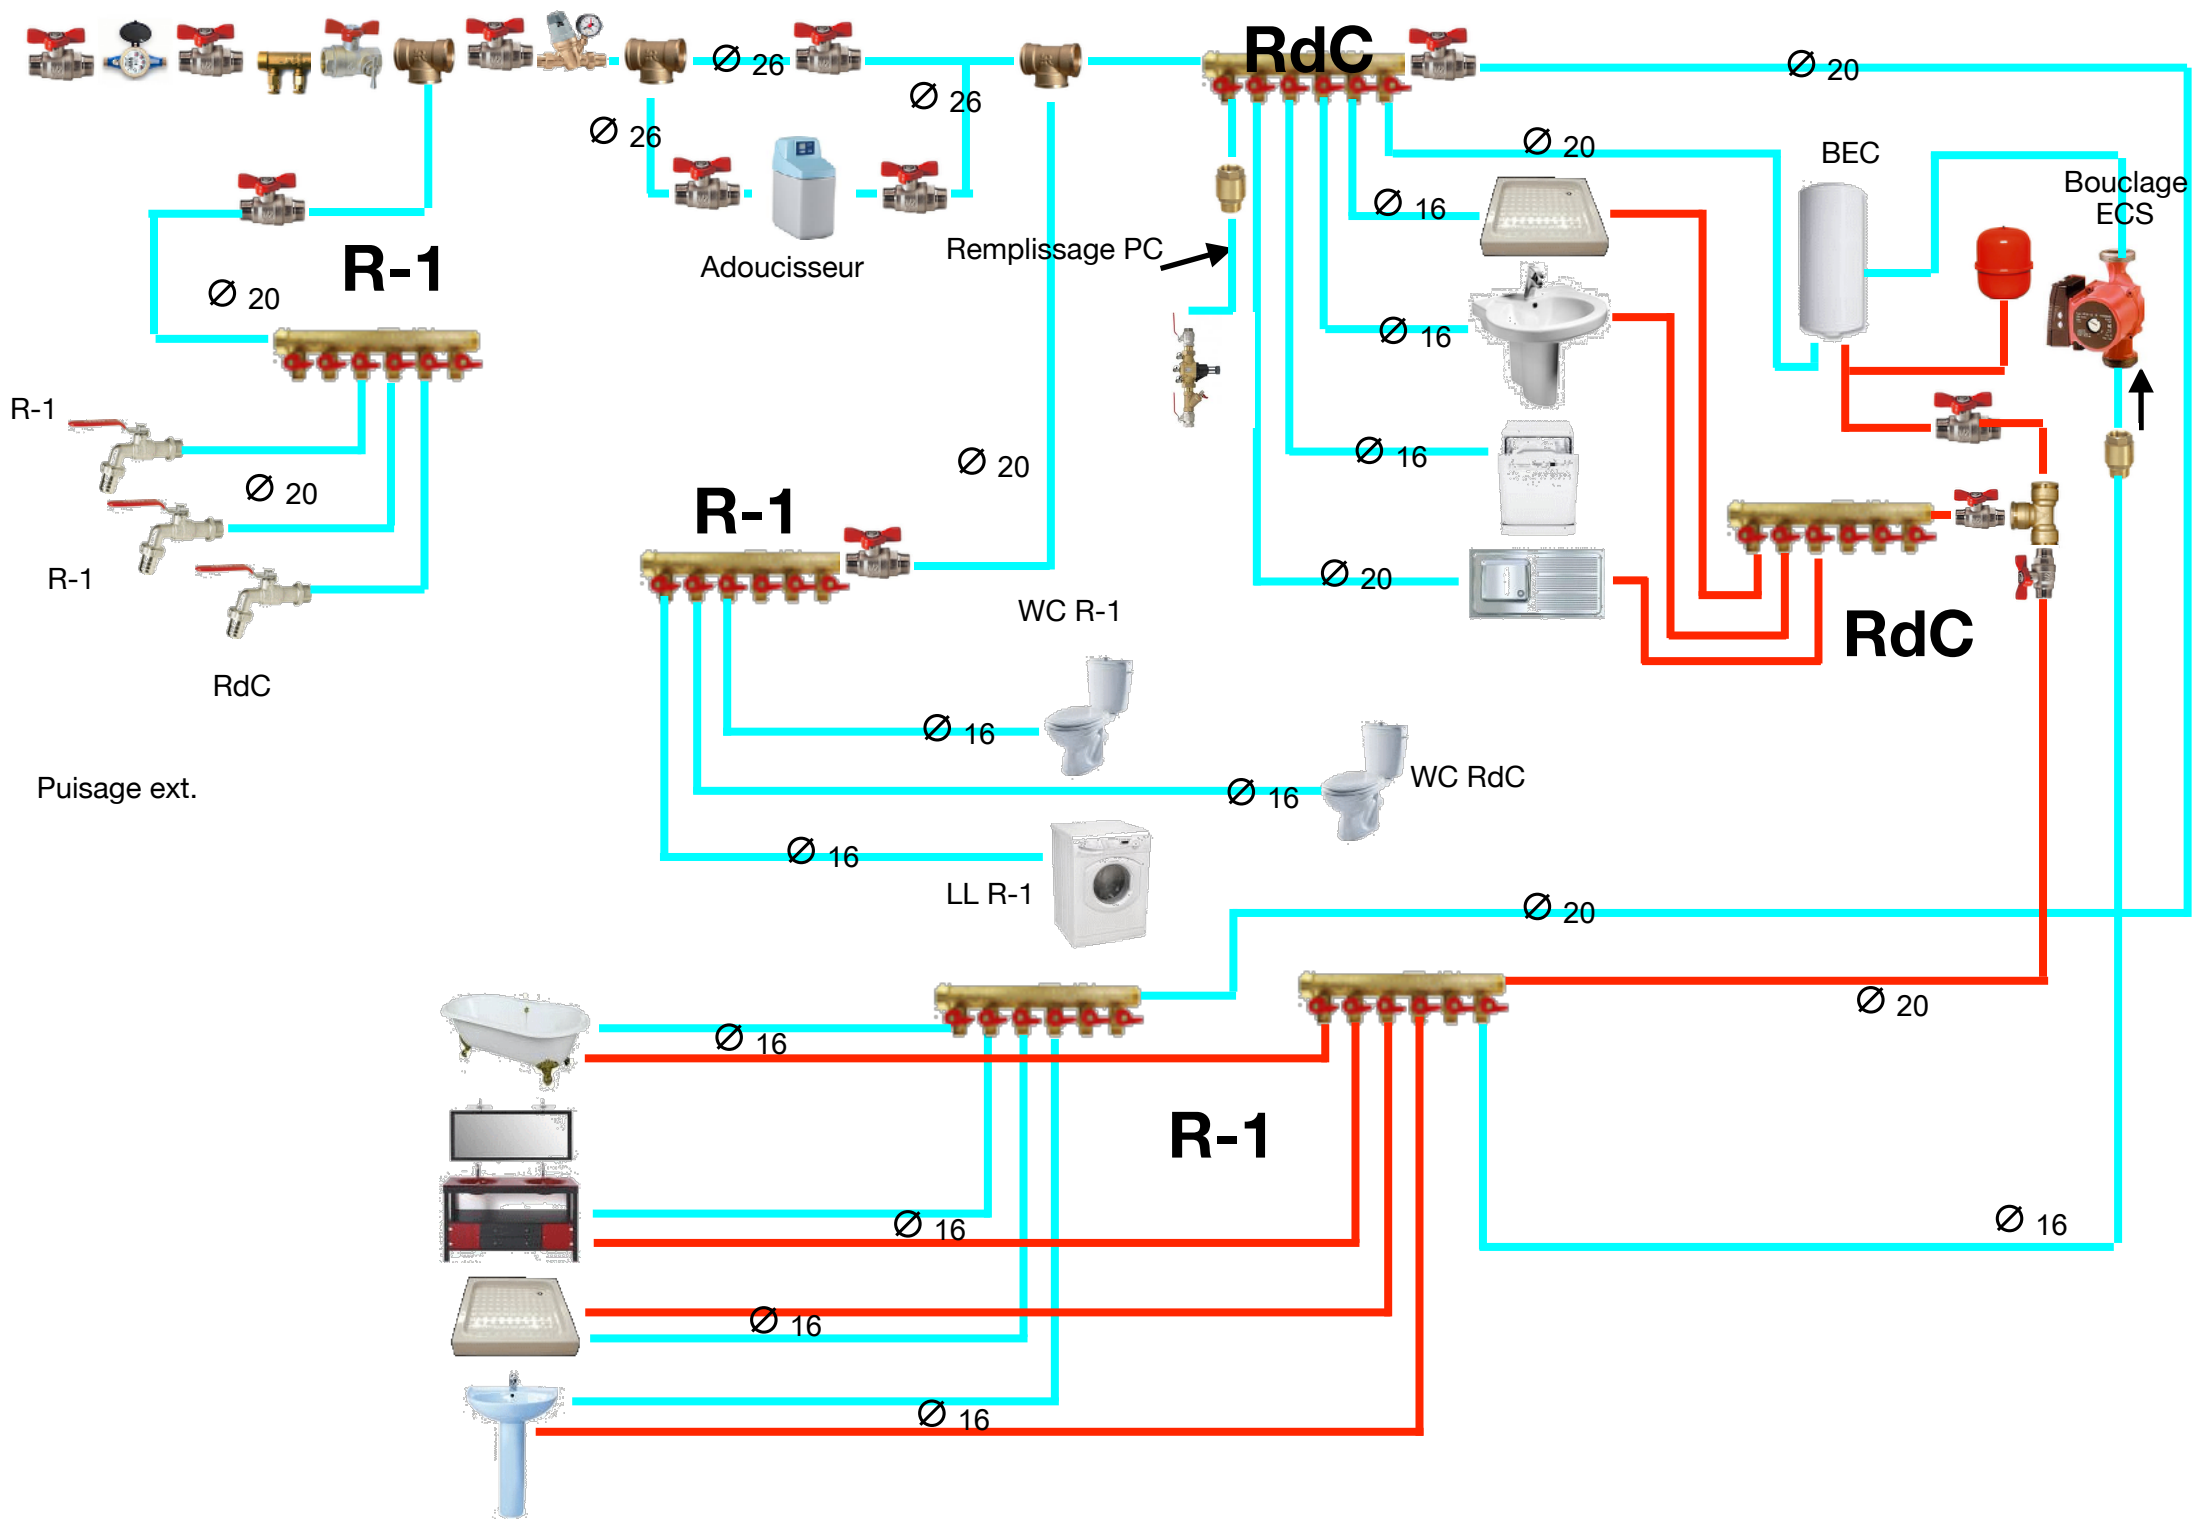 RdC
Ø 26
Ø 20
Ø 26
Ø 26
Ø 20
BEC
Bouclage
ECS
Ø 16
Remplissage PC
Adoucisseur
R-1
Ø 20
Ø 16
R-1
Ø 16
Ø 20
Ø 20
R-1
R-1
Ø 20
WC R-1
RdC
RdC
Ø 16
WC RdC
Puisage ext.
Ø 16
Ø 16
LL R-1
Ø 20
Ø 20
Ø 16
R-1
Ø 16
Ø 16
Ø 16
Ø 16